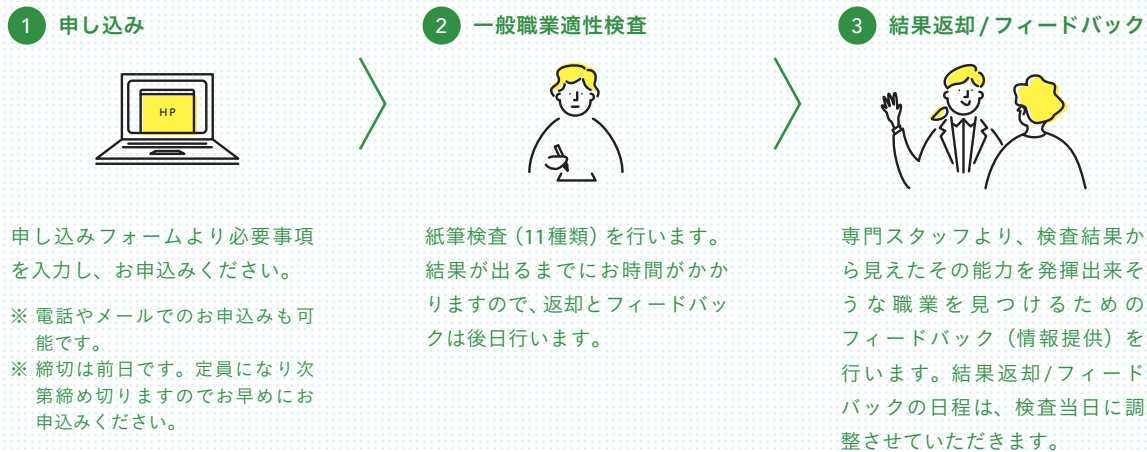 1 申し込み
HP
申し込みフォームより必要事項
を入力し、お申込みください。
※ 電話やメールでのお申込みも可
能です。
※ 締切は前日です。定員になり次
第締め切りますのでお早めにお
申込みください。
2 一般職業適性検査
紙筆検査（11種類）を行います。
結果が出るまでにお時間がかか
りますので、返却とフィードバッ
クは後日行います。
3 結果返却/フィードバック
専門スタッフより、検査結果か
ら見えたその能力を発揮出来そ
うな職業を見つけるための
フィードバック（情報提供）を
行います。結果返却/フィード
バックの日程は、検査当日に調
整させていただきます。